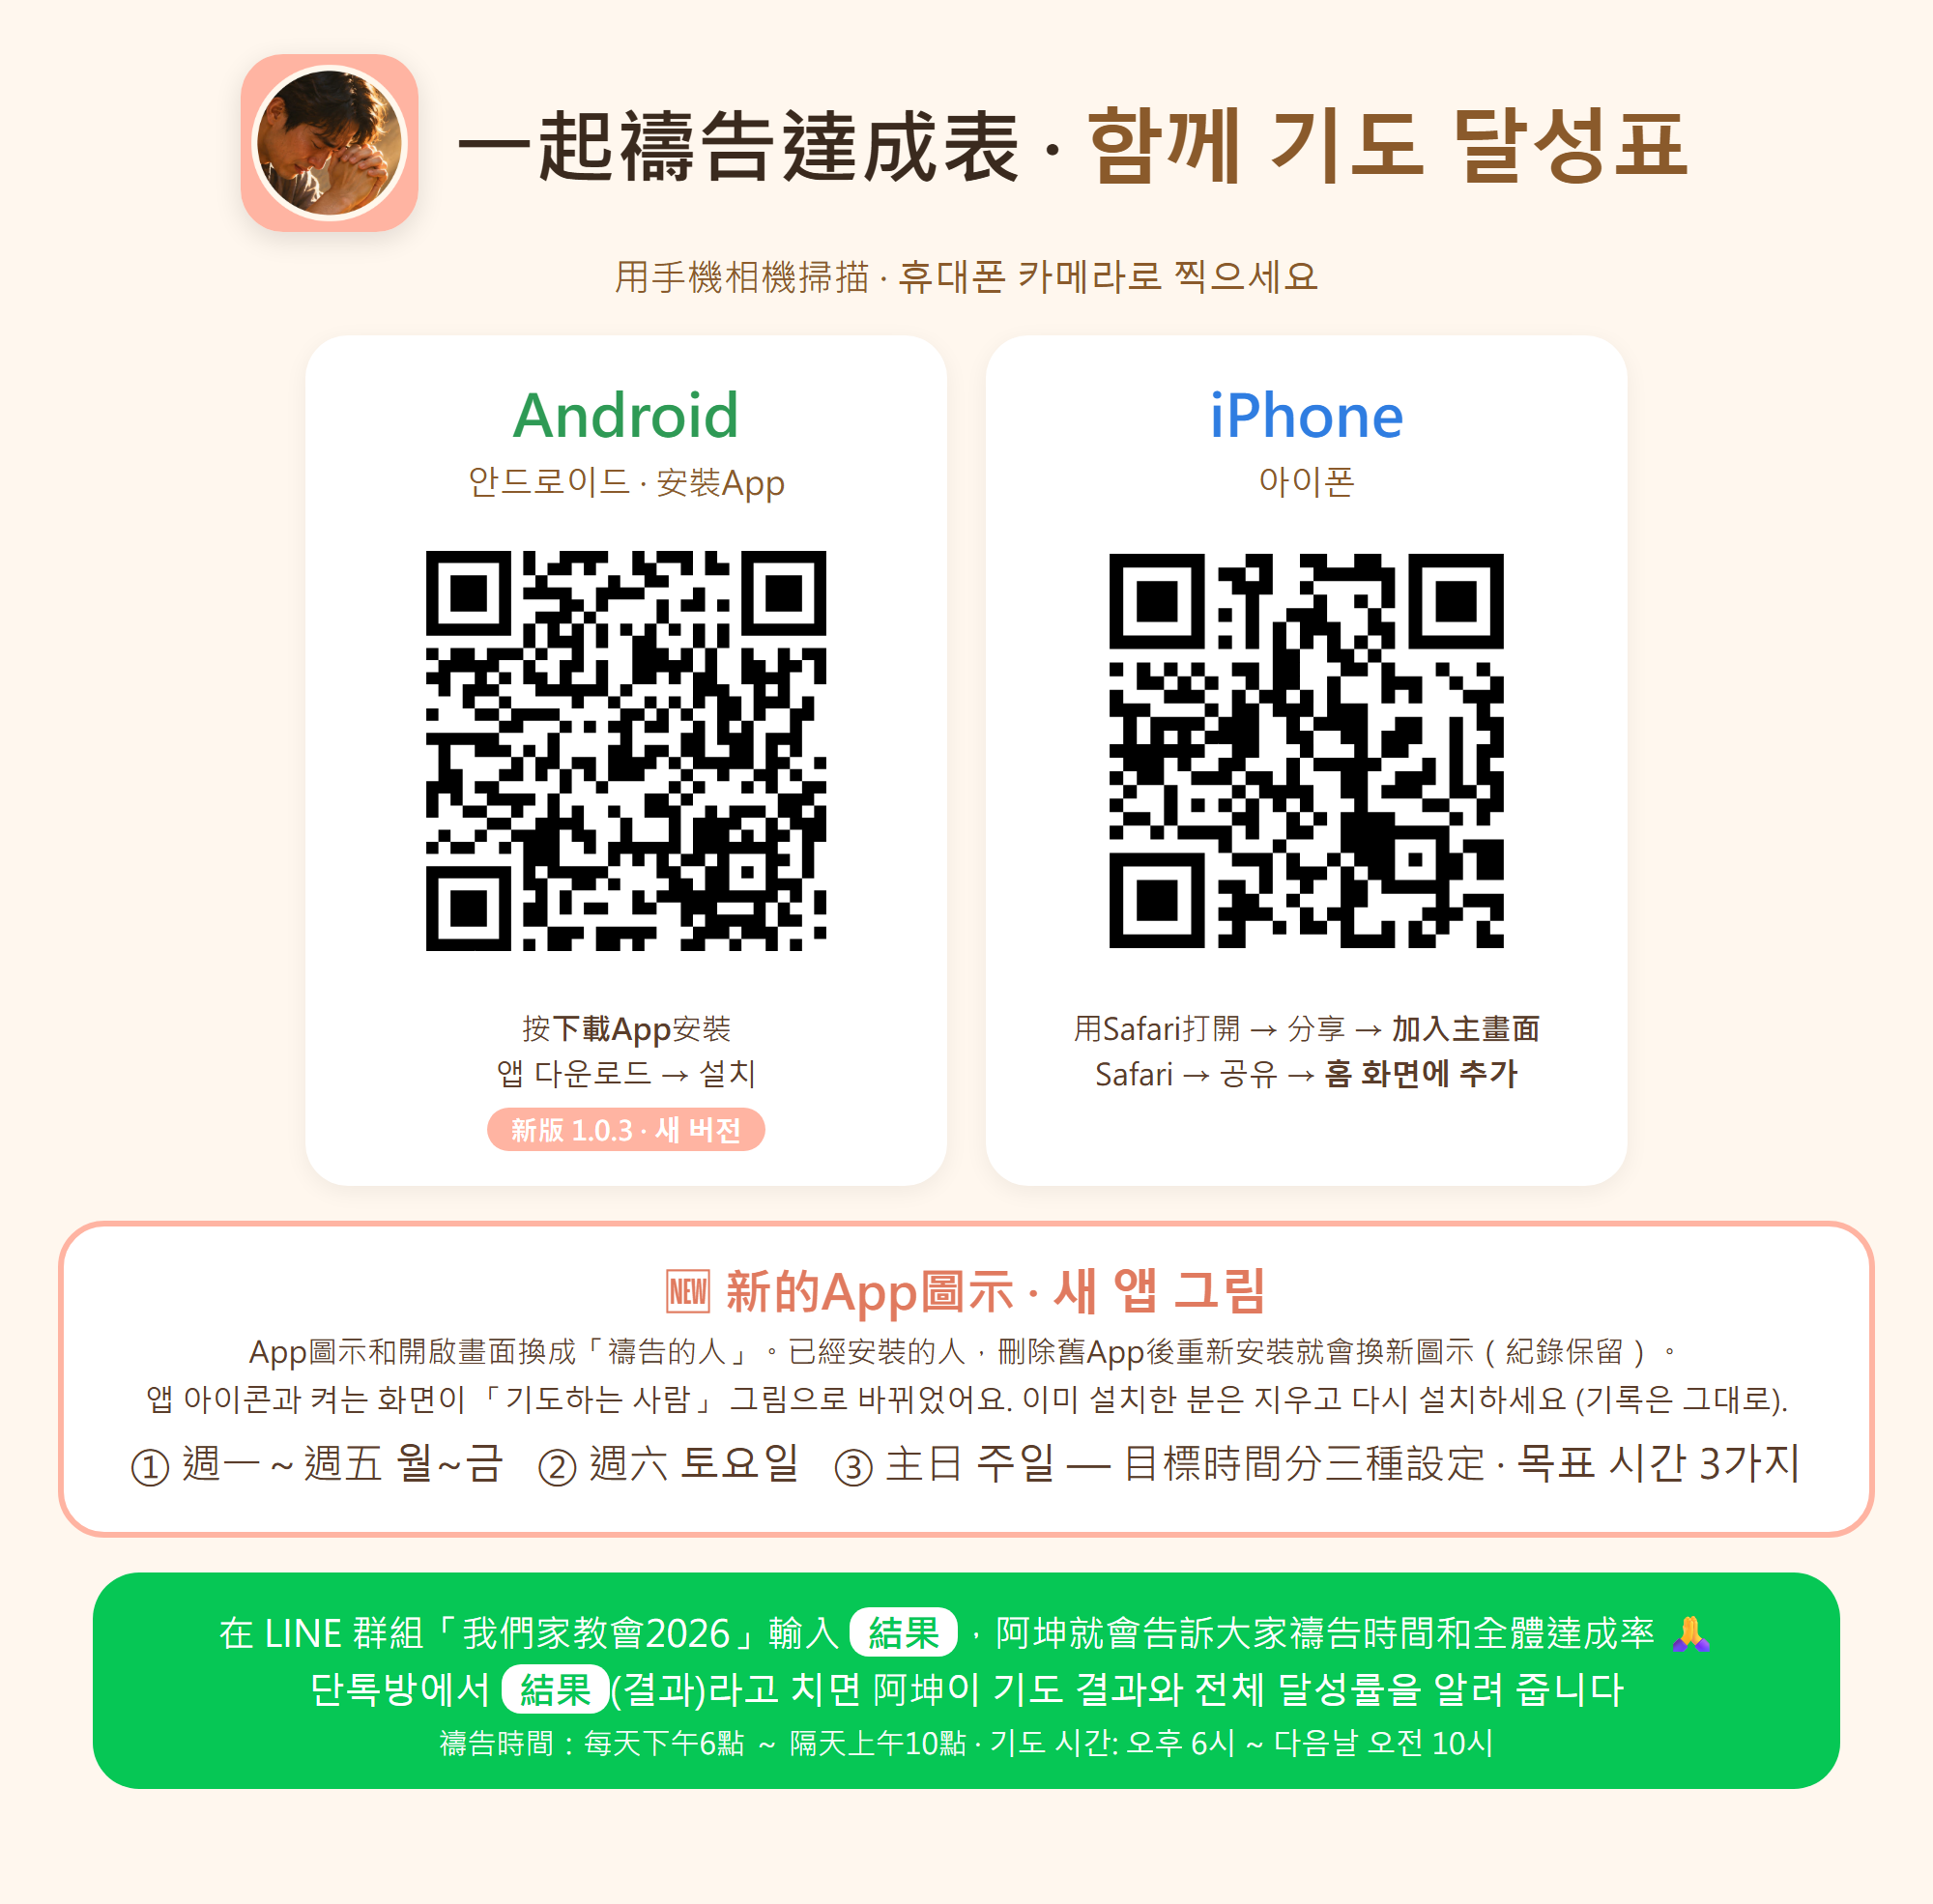 一起禱告達成表 · 함께 기도 달성표
用手機相機掃描 · 휴대폰 카메라로 찍으세요
Android
안드로이드 · 安裝App
按下載App安裝
앱 다운로드 → 설치
新版 1.0.3 · 새 버전
iPhone
아이폰
用Safari打開 → 分享 → 加入主畫面
Safari → 공유 → 홈 화면에 추가
🆕 新的App圖示 · 새 앱 그림
App圖示和開啟畫面換成「禱告的人」。已經安裝的人，刪除舊App後重新安裝就會換新圖示（紀錄保留）。
앱 아이콘과 켜는 화면이 「기도하는 사람」 그림으로 바뀌었어요. 이미 설치한 분은 지우고 다시 설치하세요 (기록은 그대로).
① 週一 ~ 週五 월~금 ② 週六 토요일 ③ 主日 주일 — 目標時間分三種設定 · 목표 시간 3가지
在 LINE 群組「我們家教會2026」輸入 結果，阿坤就會告訴大家禱告時間和全體達成率 🙏
단톡방에서 結果(결과)라고 치면 阿坤이 기도 결과와 전체 달성률을 알려 줍니다
禱告時間：每天下午6點 ~ 隔天上午10點 · 기도 시간: 오후 6시 ~ 다음날 오전 10시